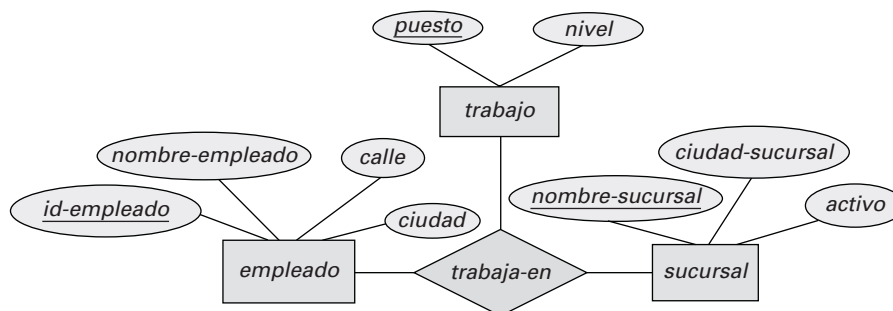 puesto
nivel
trabajo
nombre-empleado
calle
ciudad-sucursal
id-empleado
ciudad
nombre-sucursal
activo
empleado
trabaja-en
sucursal